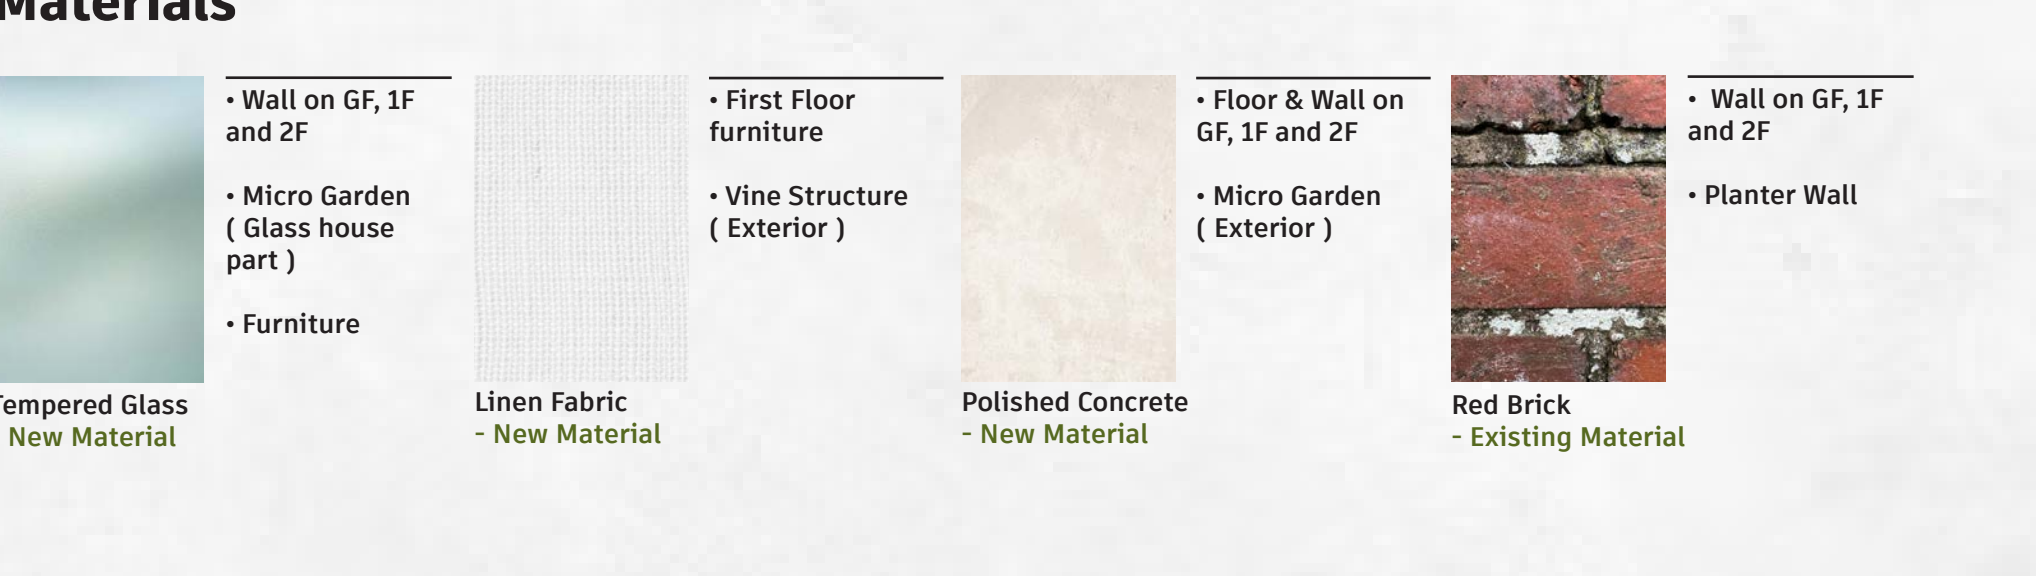 Materials
• Wall on GF, 1F
and 2F
• Micro Garden
( Glass house
part )
• Furniture
Tempered Glass
New Material
• First Floor
furniture
• Vine Structure
( Exterior )
Linen Fabric
- New Material
• Floor & Wall on
GF, 1F and 2F
• Micro Garden
( Exterior )
Polished Concrete
- New Material
• Wall on GF, 1F
and 2F
• Planter Wall
Red Brick
- Existing Material